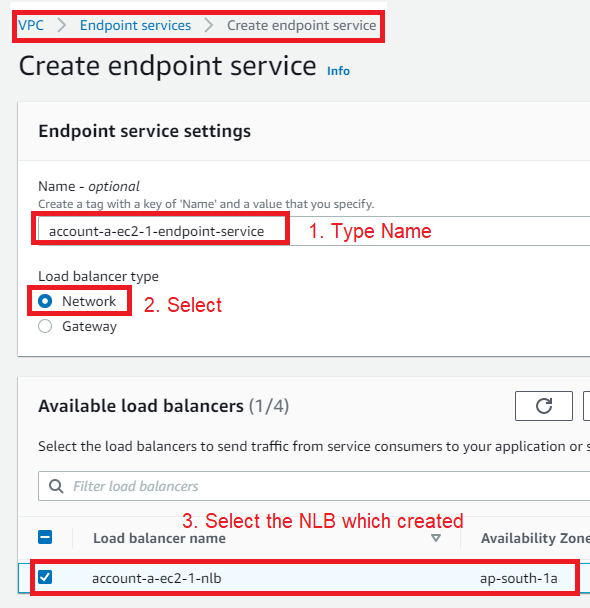 VPC > Endpoint services > Create endpoint service
Create endpoint service Info
Endpoint service settings
Name - optional
Create a tag with a key of 'Name' and a value that you specify.
account-a-ec2-1-endpoint-service 1. Type Name
Load balancer type
Network 2. Select
Gateway
Available load balancers (1/4)
Select the load balancers to send traffic from service consumers to your application or
Filter load balancers
3. Select the NLB which created
Load balancer name Availability Zone
account-a-ec2-1-nlb ap-south-1a